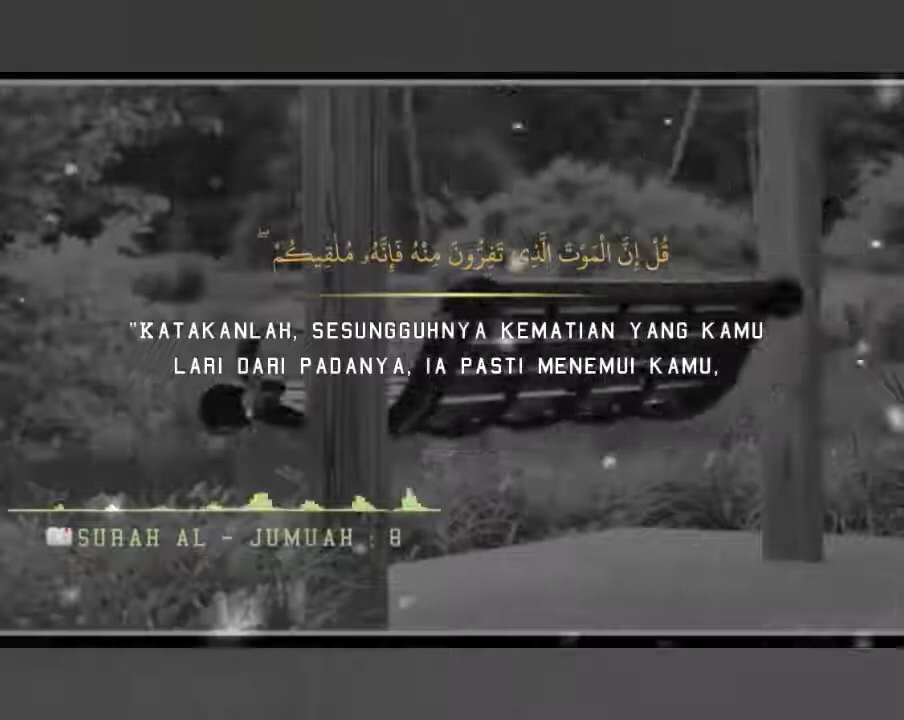 قُلْ إِنَّ الْمَوْتَ الَّذِي تَفِرُّونَ مِنْهُ فَإِنَّهُۥ مُلَٰقِيكُمْ ۖ
"KATAKANLAH, SESUNGGUHNYA KEMATIAN YANG KAMU
LARI DARI PADANYA, IA PASTI MENEMUI KAMU,
SURAH AL - JUMUAH : 8